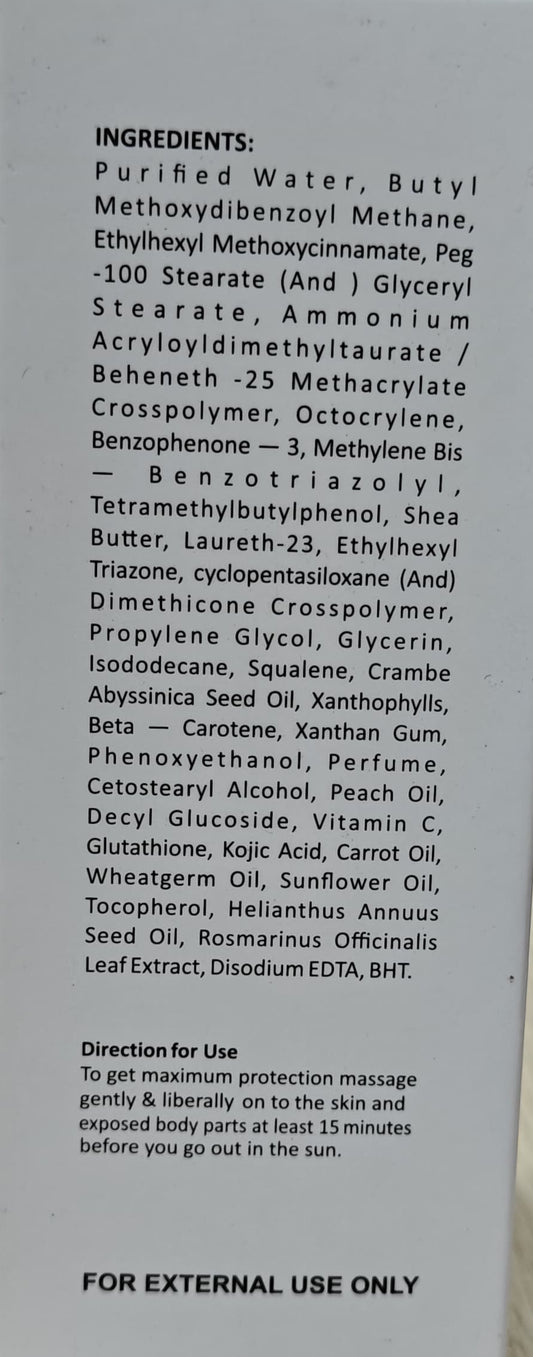 INGREDIENTS:
Purified Water, Butyl
Methoxydibenzoyl Methane,
Ethylhexyl Methoxycinnamate, Peg
-100 Stearate (And ) Glyceryl
Stearate, Ammonium
Acryloyldimethyltaurate /
Beheneth -25 Methacrylate
Crosspolymer, Octocrylene,
Benzophenone — 3, Methylene Bis
— Benzotriazolyl,
Tetramethylbutylphenol, Shea
Butter, Laureth-23, Ethylhexyl
Triazone, cyclopentasiloxane (And)
Dimethicone Crosspolymer,
Propylene Glycol, Glycerin,
Isododecane, Squalene, Crambe
Abyssinica Seed Oil, Xanthophylls,
Beta — Carotene, Xanthan Gum,
Phenoxyethanol, Perfume,
Cetostearyl Alcohol, Peach Oil,
Decyl Glucoside, Vitamin C,
Glutathione, Kojic Acid, Carrot Oil,
Wheatgerm Oil, Sunflower Oil,
Tocopherol, Helianthus Annuus
Seed Oil, Rosmarinus Officinalis
Leaf Extract, Disodium EDTA, BHT.
Direction for Use
To get maximum protection massage
gently & liberally on to the skin and
exposed body parts at least 15 minutes
before you go out in the sun.
FOR EXTERNAL USE ONLY